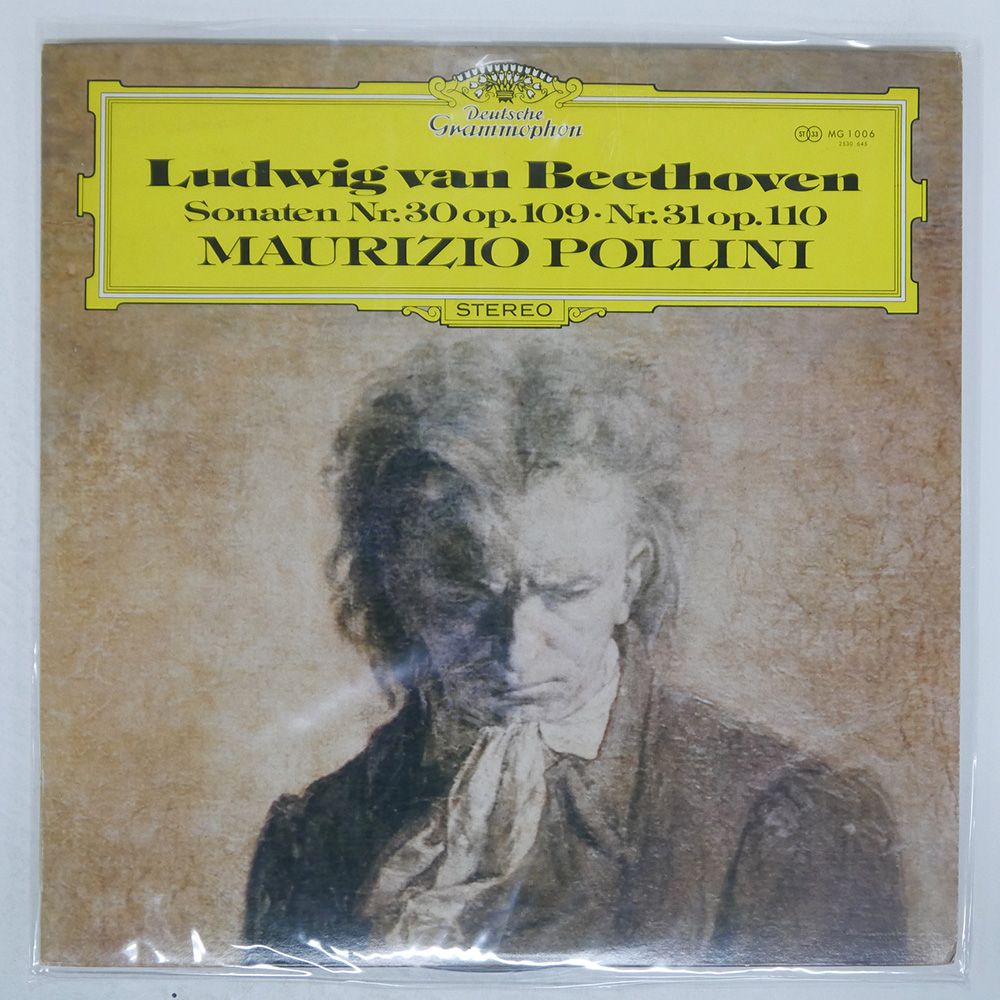 Deutsche
Grammophon
ST 33 MG 1006
2530 645
Ludwig van Beethoven
Sonaten Nr.30 op.109 · Nr.31 op.110
MAURIZIO POLLINI
STEREO